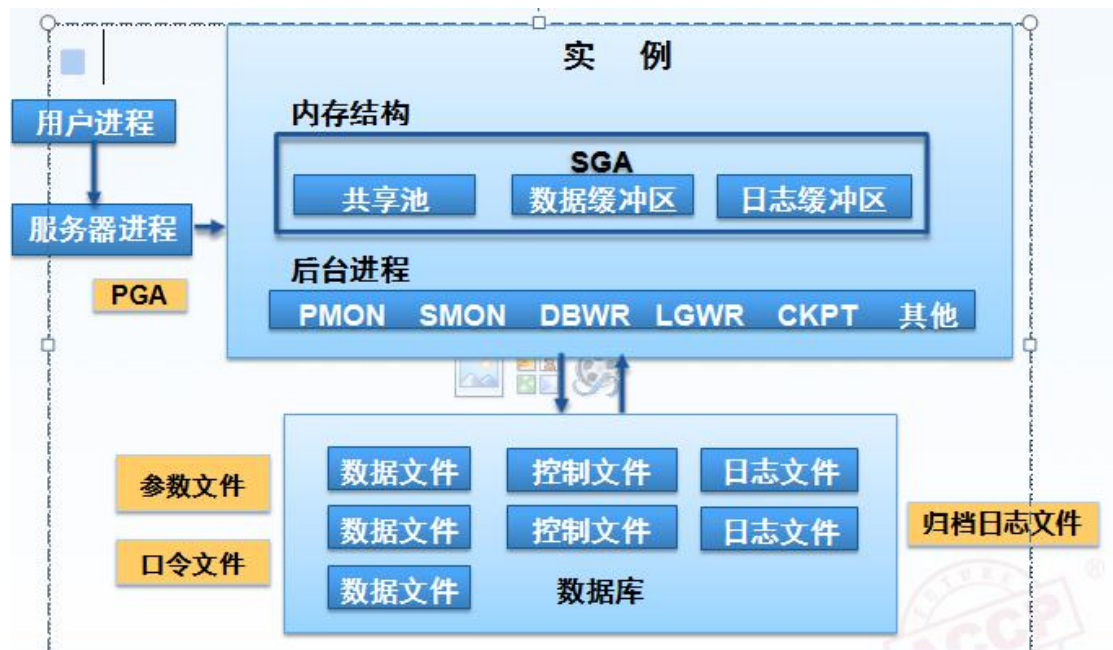 实 例
内存结构
用户进程
SGA
共享池
数据缓冲区
日志缓冲区
服务器进程
后台进程
PGA
PMON SMON DBWR LGWR CKPT 其他
数据文件
控制文件
日志文件
参数文件
数据文件
控制文件
日志文件
归档日志文件
口令文件
数据文件
数据库
ACCP
®